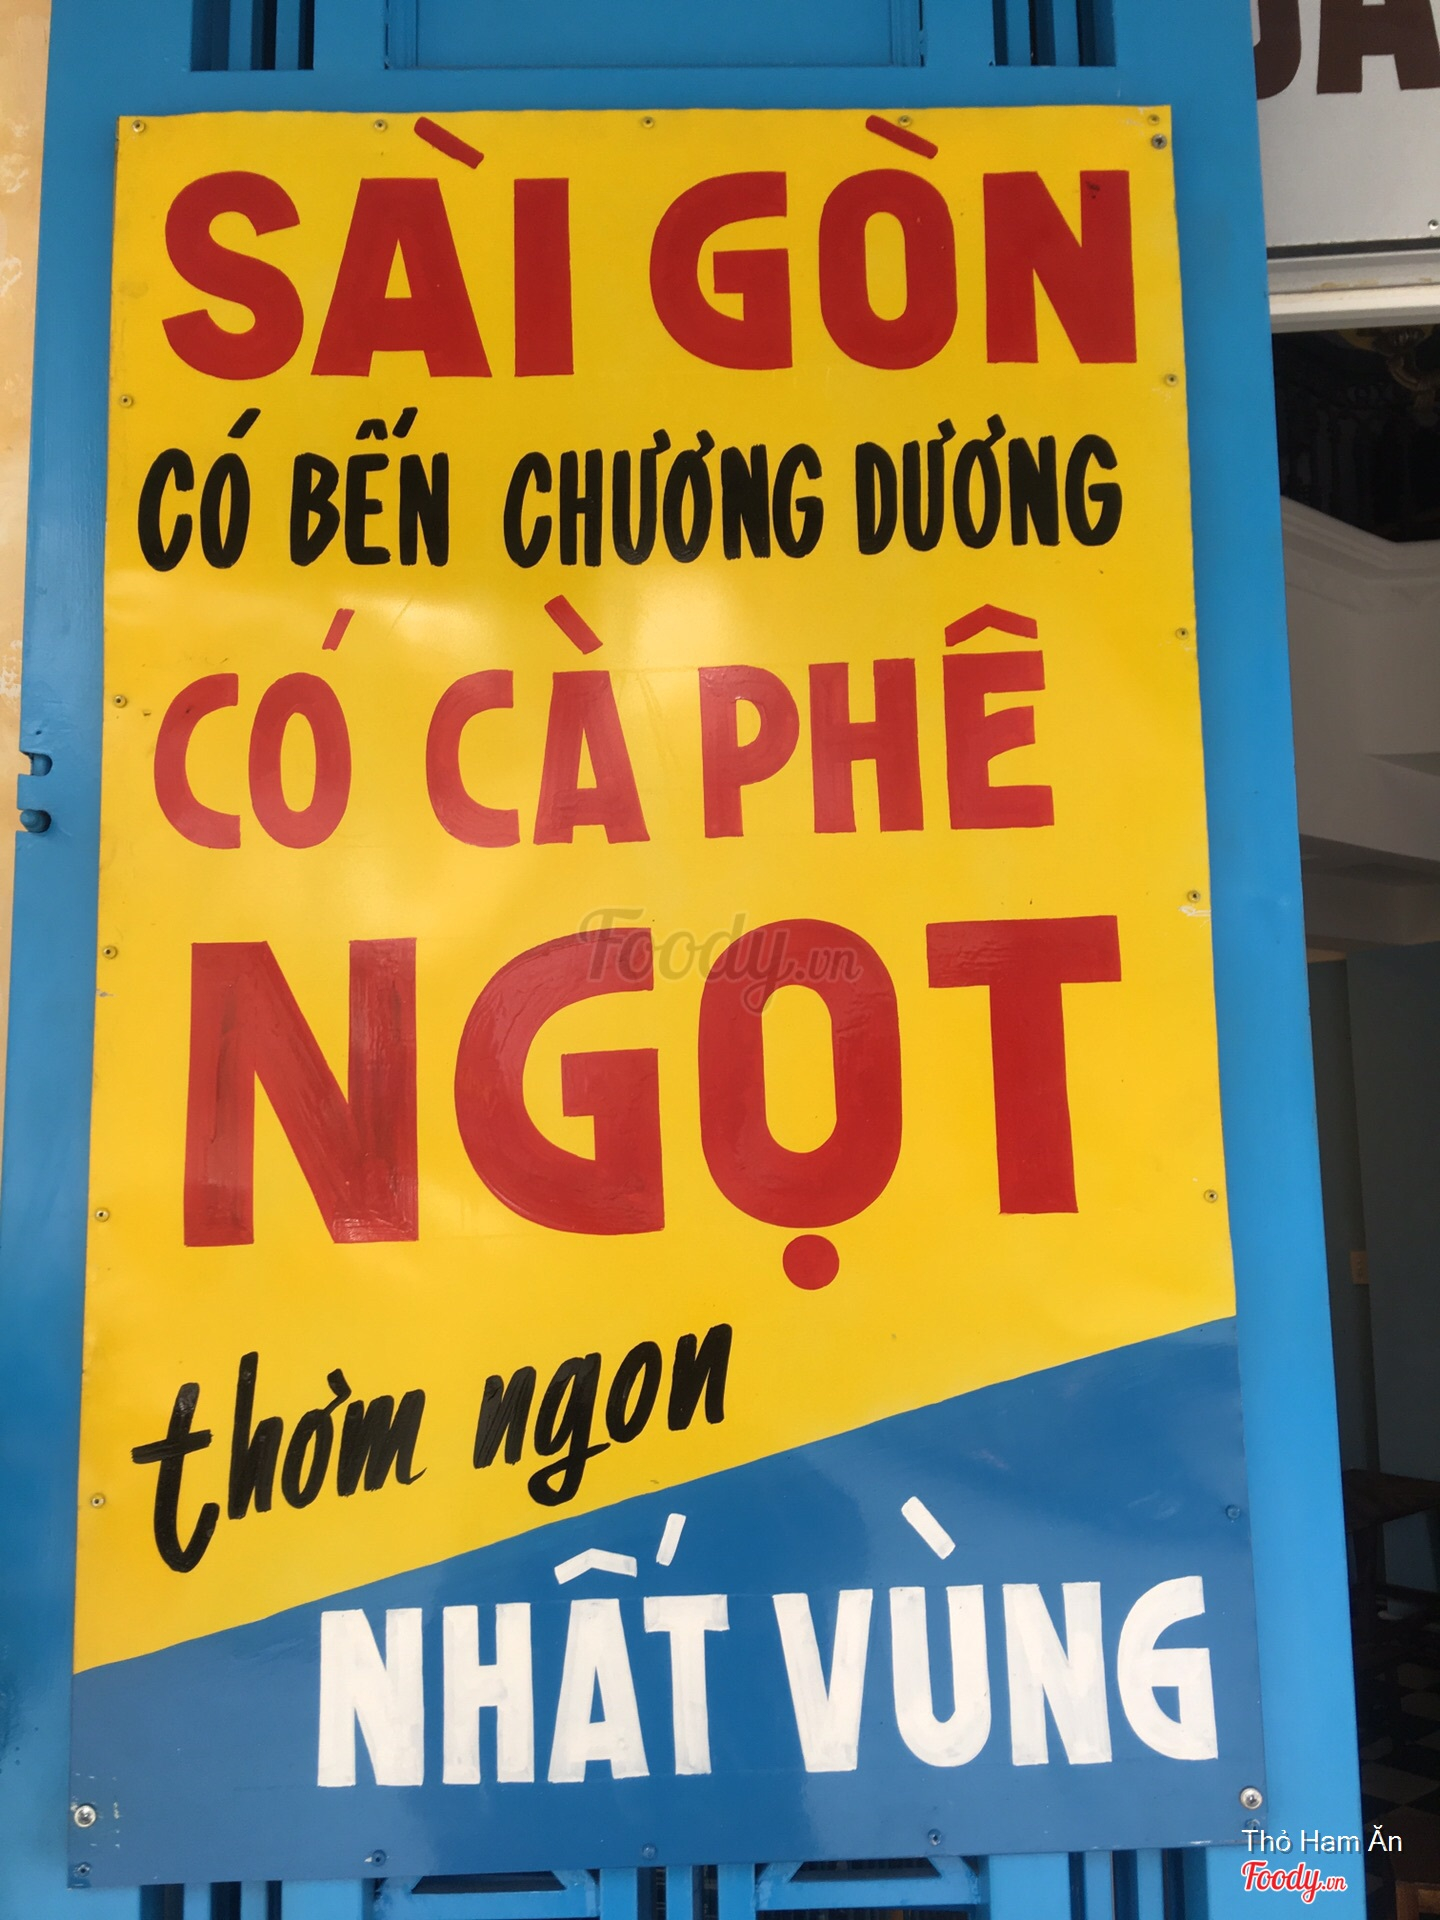 SÀI GÒN
CÓ BẾN CHƯƠNG DƯƠNG
CÓ CÀ PHÊ
NGỌT
thơm ngon
NHẤT VÙNG
Foody.vn
Thỏ Ham Ăn
Foody.vn